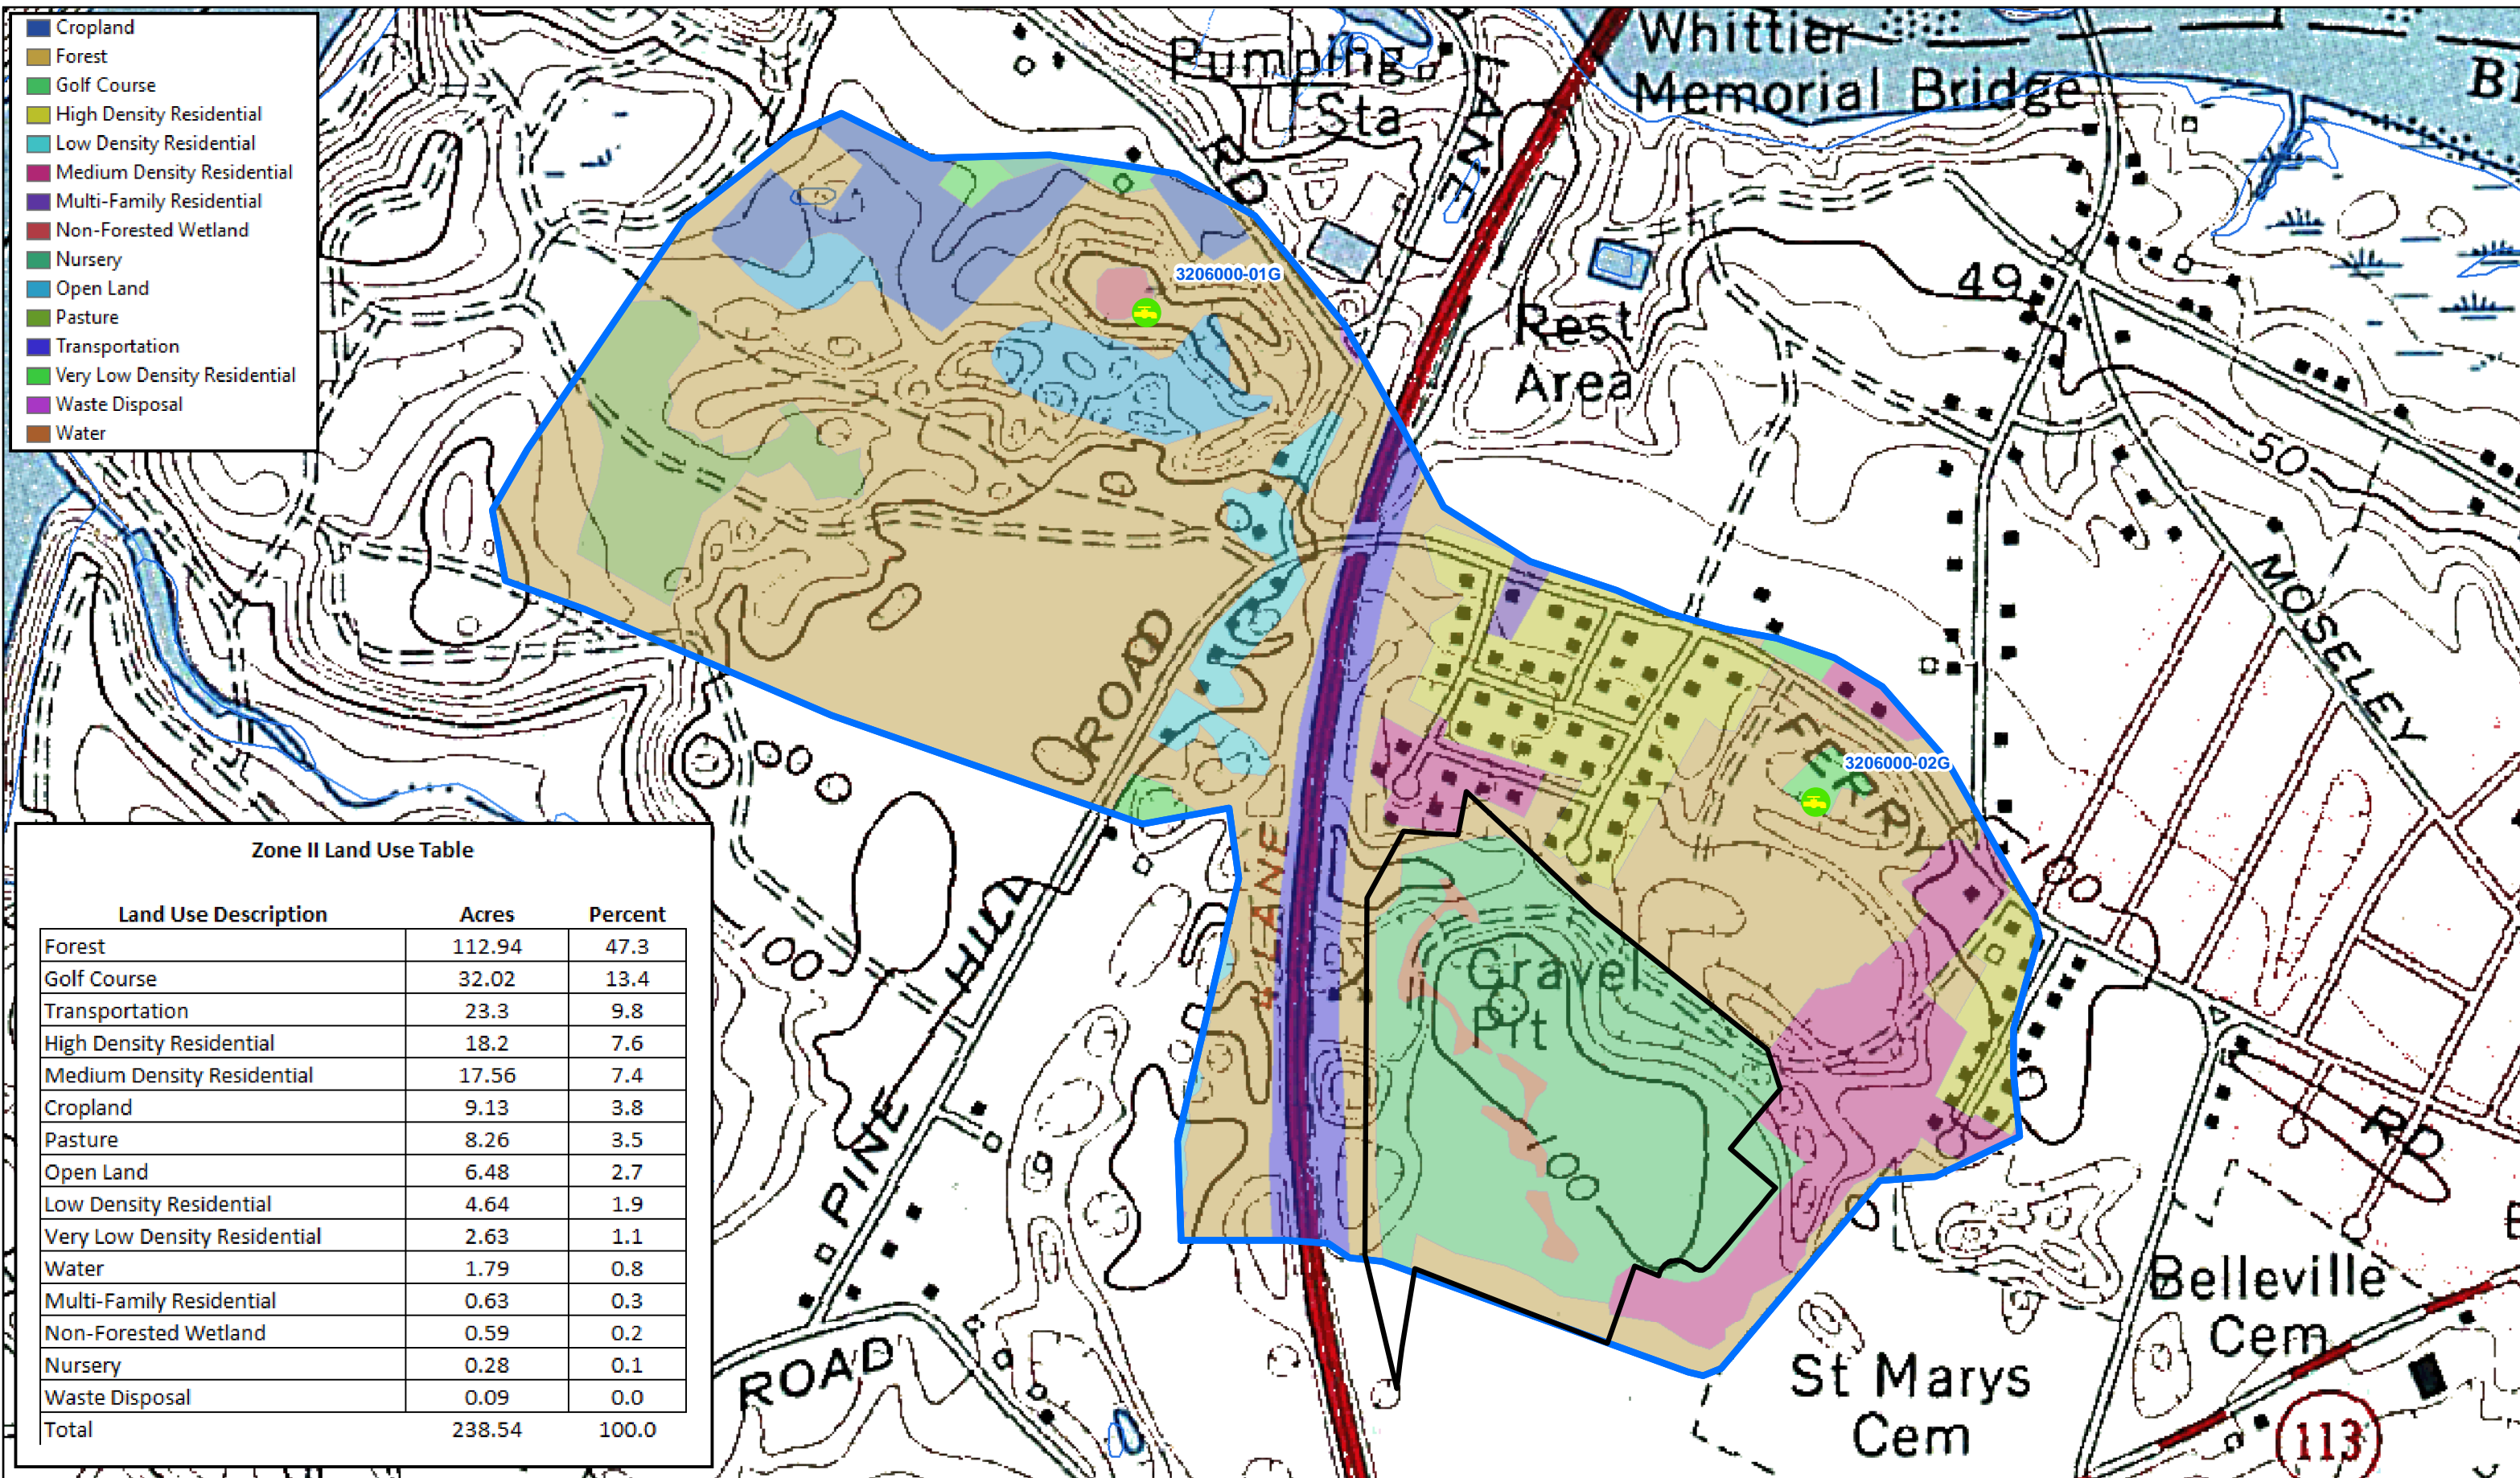 Cropland
Forest
Golf Course
High Density Residential
Low Density Residential
Medium Density Residential
Multi-Family Residential
Non-Forested Wetland
Nursery
Open Land
Pasture
Transportation
Very Low Density Residential
Waste Disposal
Water
Pumping
Sta
RD
LANE
Whittier
Memorial Bridge
3206000-01G
Rest
Area
49
50
MOSELEY
ROAD
FERRY
3206000-02G
100
LANE
HILL
PINE
100
Gravel
Pit
100
RD
ROAD
Belleville
Cem
St Marys
Cem
113
Zone II Land Use Table
Land Use Description Acres Percent
Forest 112.94 47.3
Golf Course 32.02 13.4
Transportation 23.3 9.8
High Density Residential 18.2 7.6
Medium Density Residential 17.56 7.4
Cropland 9.13 3.8
Pasture 8.26 3.5
Open Land 6.48 2.7
Low Density Residential 4.64 1.9
Very Low Density Residential 2.63 1.1
Water 1.79 0.8
Multi-Family Residential 0.63 0.3
Non-Forested Wetland 0.59 0.2
Nursery 0.28 0.1
Waste Disposal 0.09 0.0
Total 238.54 100.0